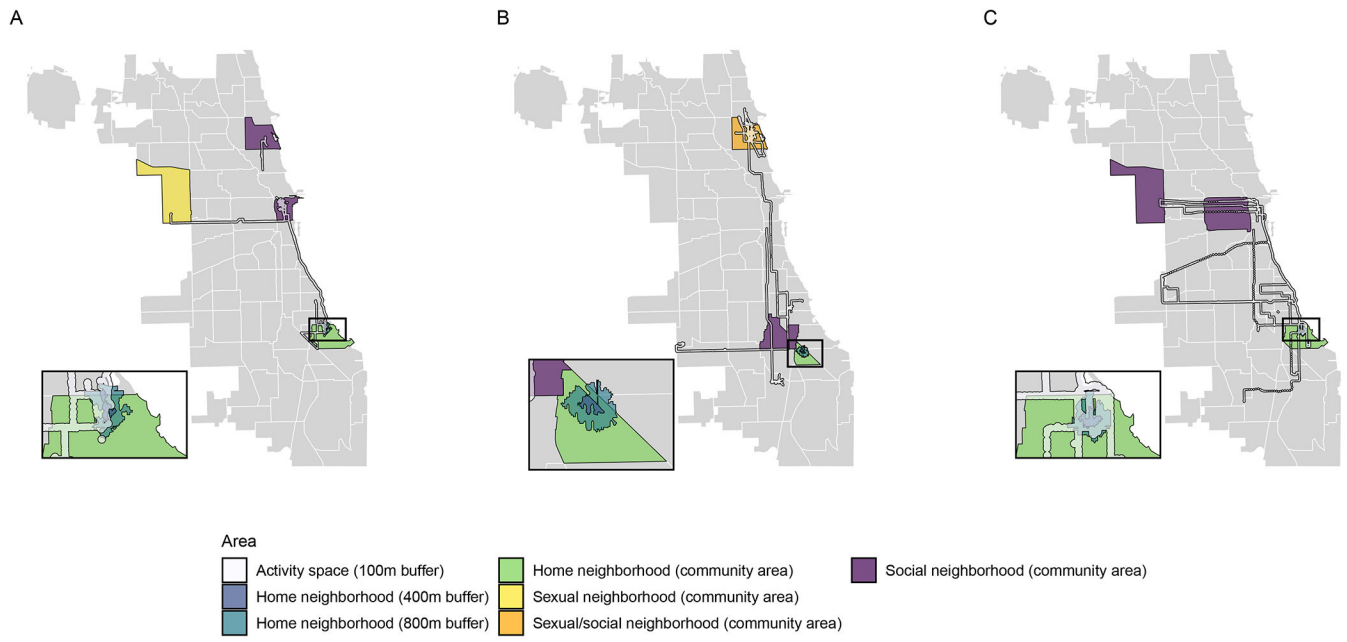 A
B
C
Area
Activity space (100m buffer)
Home neighborhood (400m buffer)
Home neighborhood (800m buffer)
Home neighborhood (community area)
Sexual neighborhood (community area)
Sexual/social neighborhood (community area)
Social neighborhood (community area)